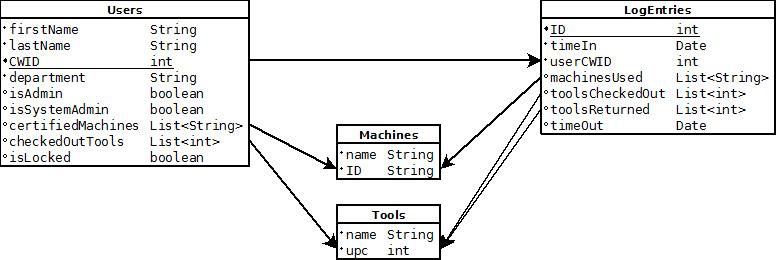 Users
firstName String
lastName String
CWID int
department String
isAdmin boolean
isSystemAdmin boolean
certifiedMachines List<String>
checkedOutTools List<int>
isLocked boolean
LogEntries
ID int
timeIn Date
userCWID int
machinesUsed List<String>
toolsCheckedOut List<int>
toolsReturned List<int>
timeOut Date
Machines
name String
ID String
Tools
name String
upc int